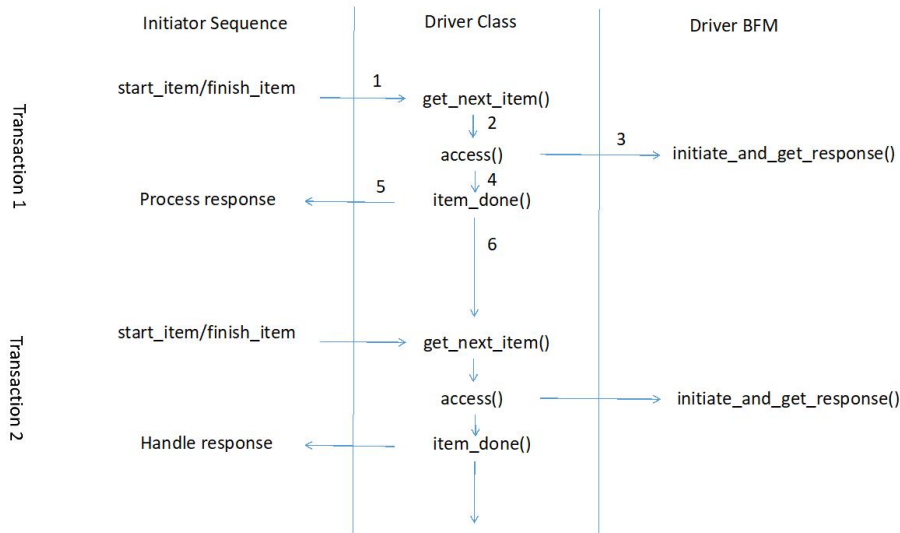 Initiator Sequence
Driver Class
Driver BFM
Transaction 1
start_item/finish_item
1
get_next_item()
2
access()
3
initiate_and_get_response()
4
Process response
5
item_done()
6
Transaction 2
start_item/finish_item
get_next_item()
access()
initiate_and_get_response()
Handle response
item_done()